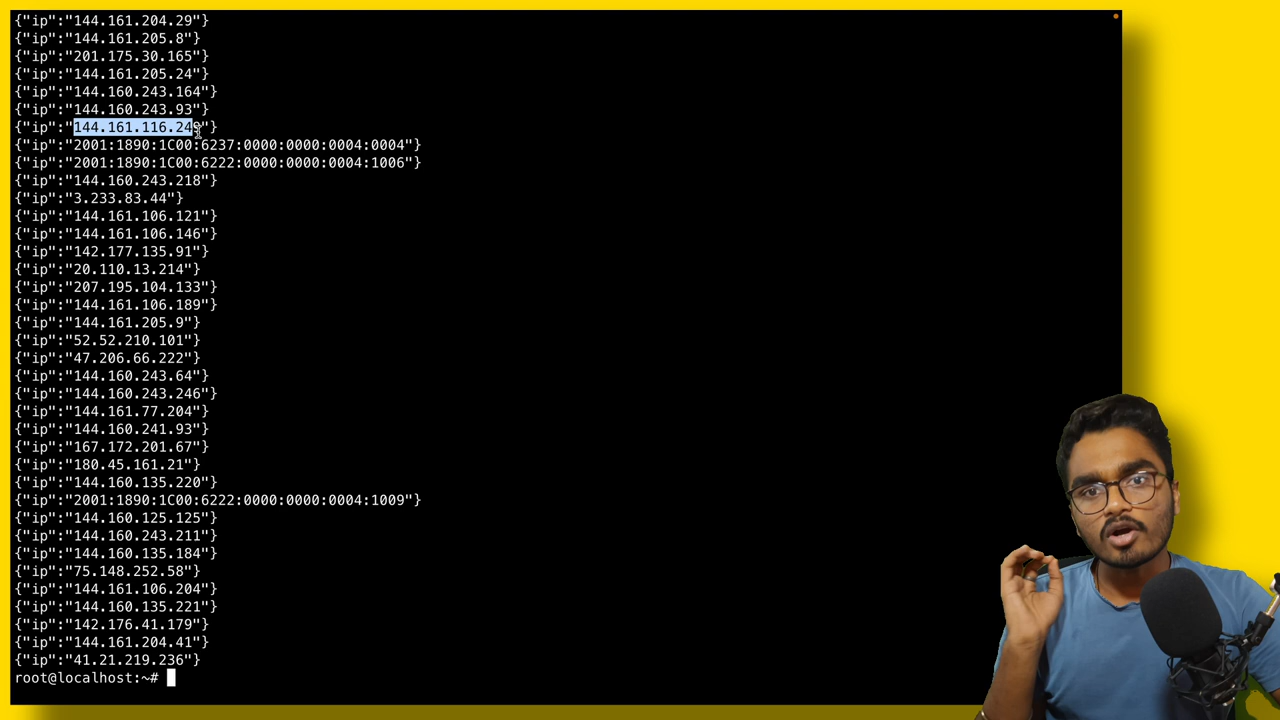 {"ip":"144.161.204.29"}
{"ip":"144.161.205.8"}
{"ip":"201.175.30.165"}
{"ip":"144.161.205.24"}
{"ip":"144.160.243.164"}
{"ip":"144.160.243.93"}
{"ip":"144.161.116.249"}
{"ip":"2001:1890:1C00:6237:0000:0000:0004:0004"}
{"ip":"2001:1890:1C00:6222:0000:0000:0004:1006"}
{"ip":"144.160.243.218"}
{"ip":"3.233.83.44"}
{"ip":"144.161.106.121"}
{"ip":"144.161.106.146"}
{"ip":"142.177.135.91"}
{"ip":"20.110.13.214"}
{"ip":"207.195.104.133"}
{"ip":"144.161.106.189"}
{"ip":"144.161.205.9"}
{"ip":"52.52.210.101"}
{"ip":"47.206.66.222"}
{"ip":"144.160.243.64"}
{"ip":"144.160.243.246"}
{"ip":"144.161.77.204"}
{"ip":"144.160.241.93"}
{"ip":"167.172.201.67"}
{"ip":"180.45.161.21"}
{"ip":"144.160.135.220"}
{"ip":"2001:1890:1C00:6222:0000:0000:0004:1009"}
{"ip":"144.160.125.125"}
{"ip":"144.160.243.211"}
{"ip":"144.160.135.184"}
{"ip":"75.148.252.58"}
{"ip":"144.161.106.204"}
{"ip":"144.160.135.221"}
{"ip":"142.176.41.179"}
{"ip":"144.161.204.41"}
{"ip":"41.21.219.236"}
root@localhost:~#